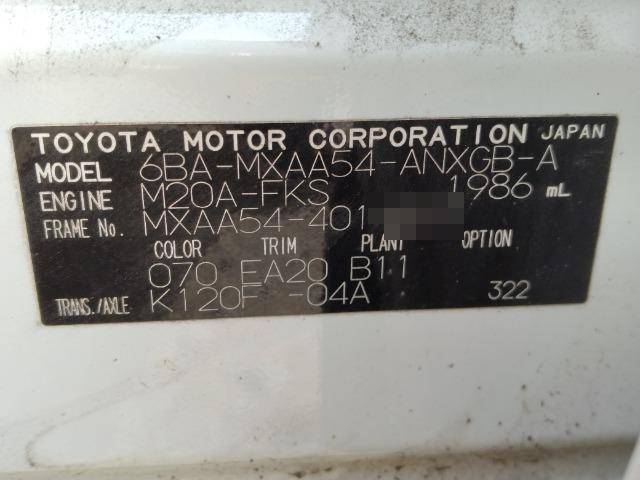 TOYOTA MOTOR CORPORATION JAPAN
MODEL 6BA-MXAA54-ANXGB-A
ENGINE M20A-FKS 1986 mL
FRAME No. MXAA54-401
COLOR TRIM PLANT OPTION
070 EA20 B11
TRANS./AXLE K120F -04A 322